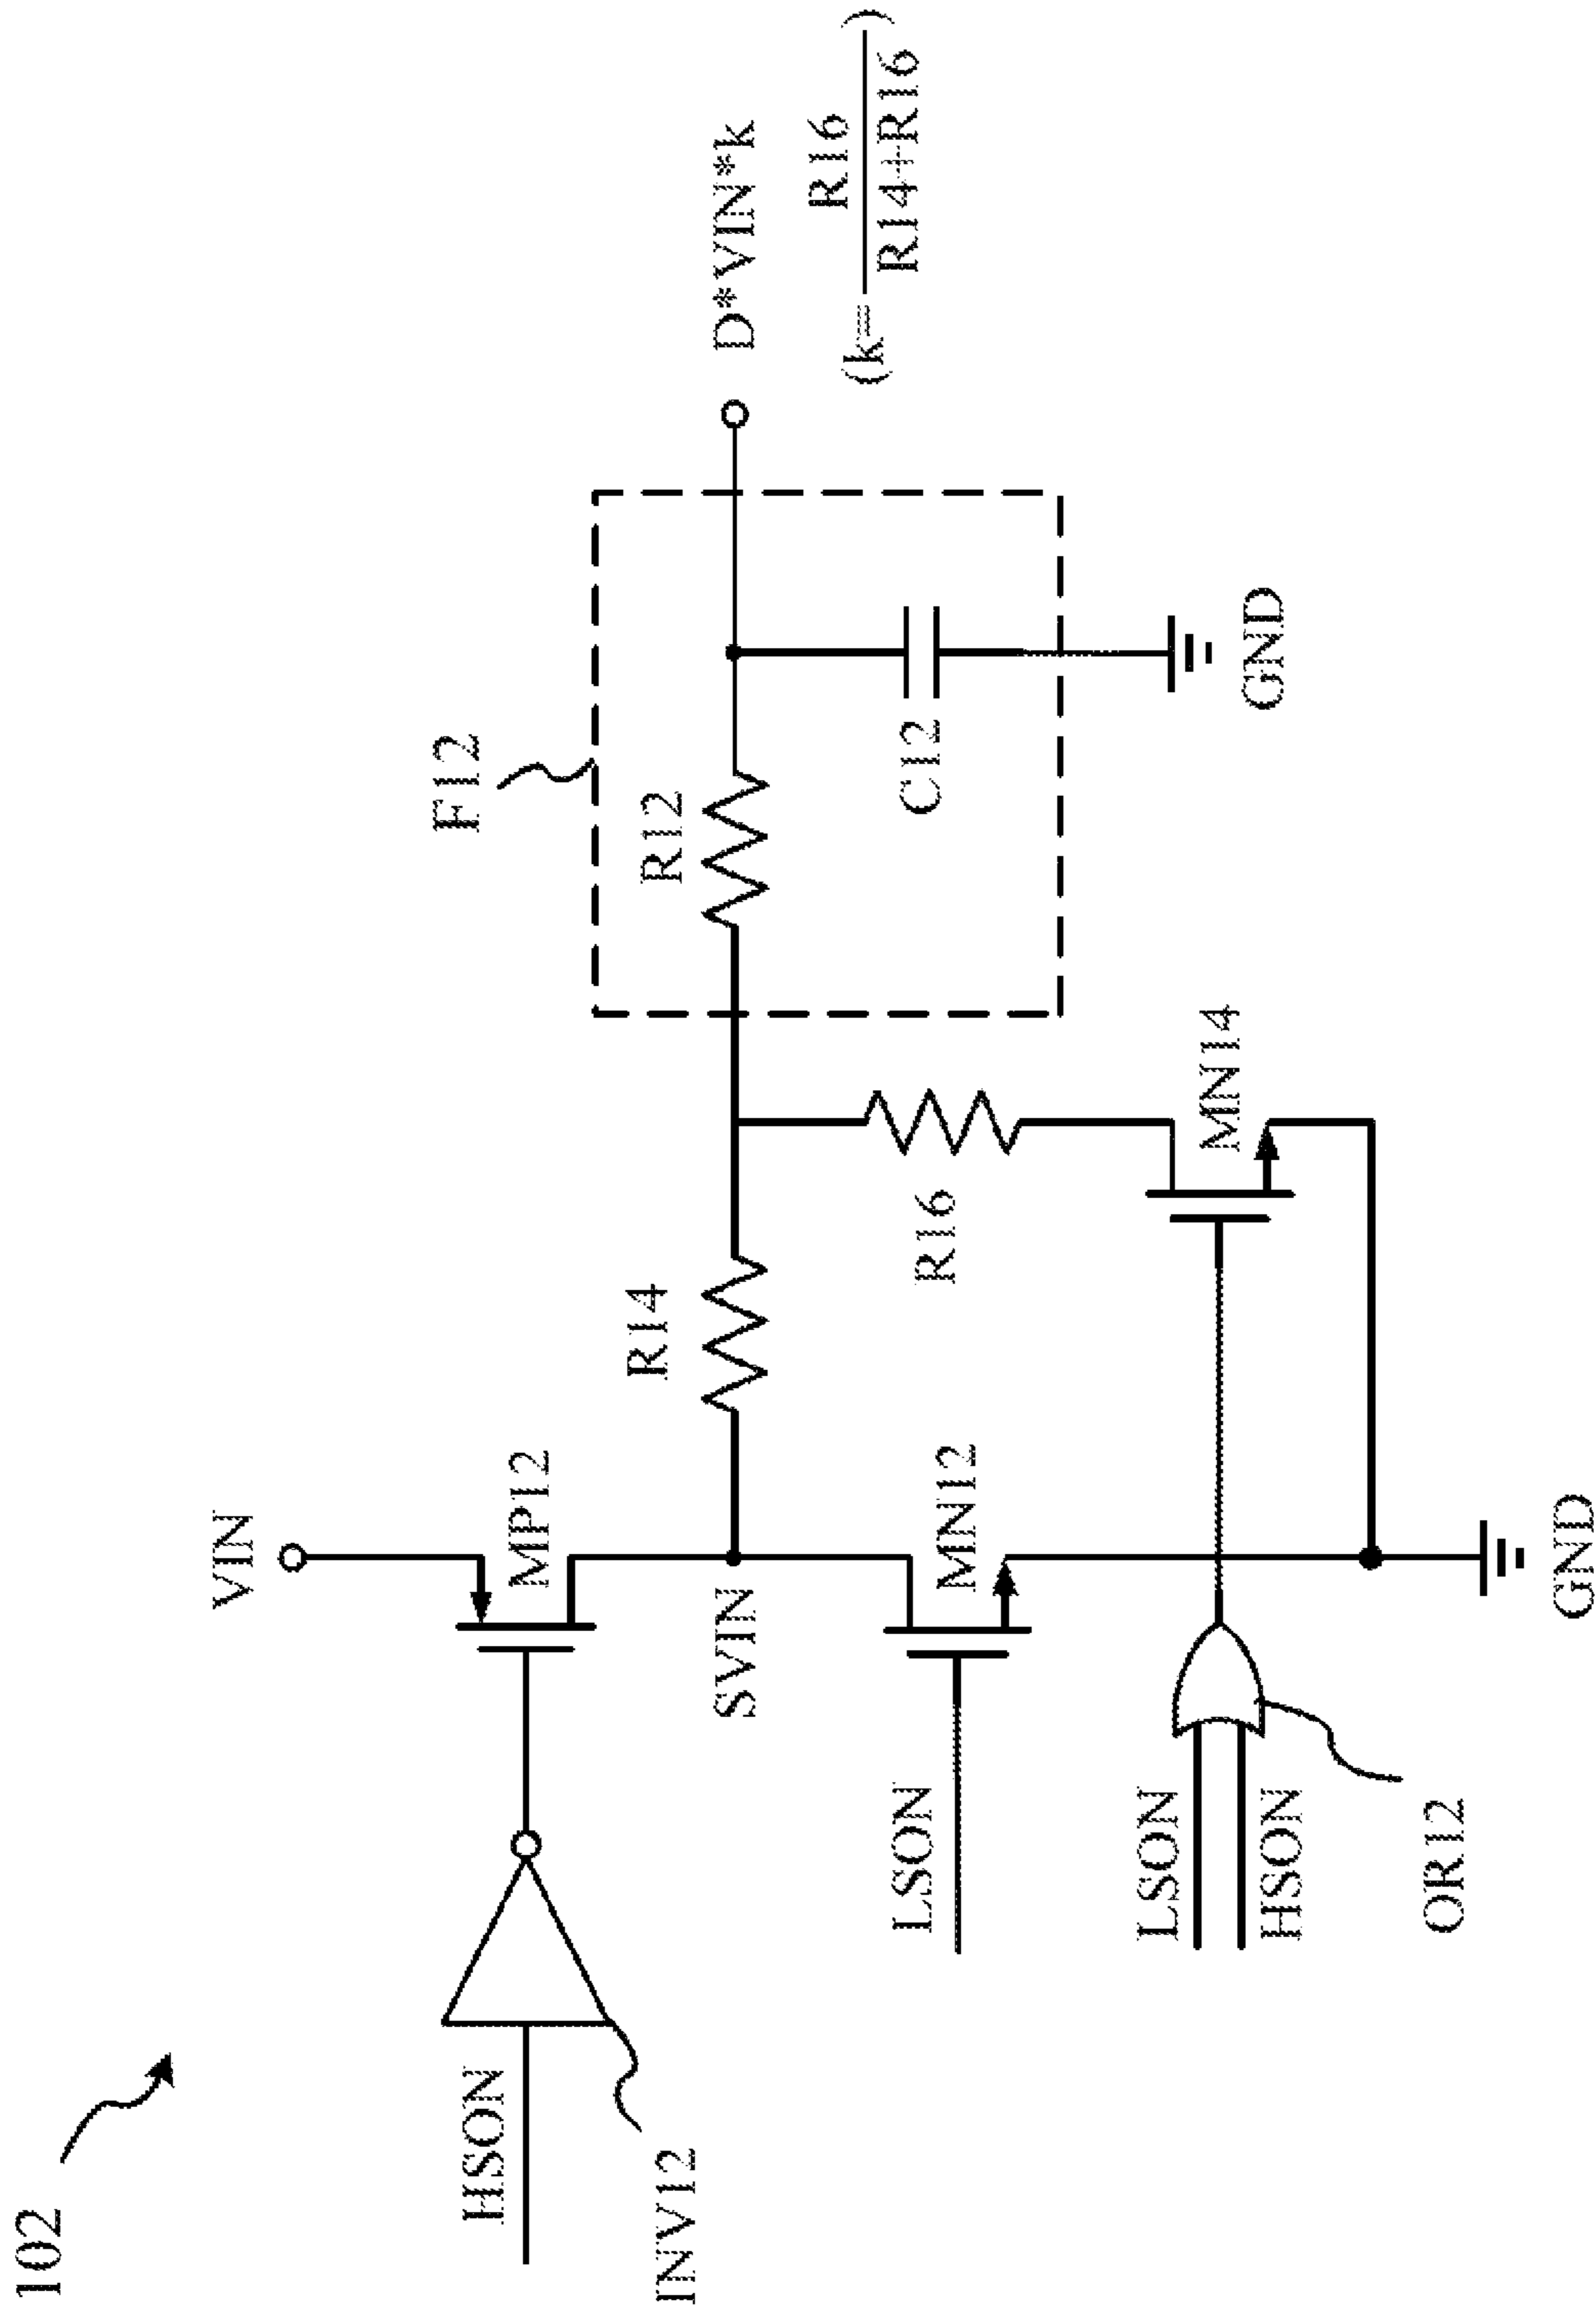 102
VIN
HSON
INV12
MP12
SVIN
R14
F12
R12
C12
GND
D*VIN*k
(k=R16/R14+R16)
LSON
MN12
R16
MN14
LSON
HSON
OR12
GND